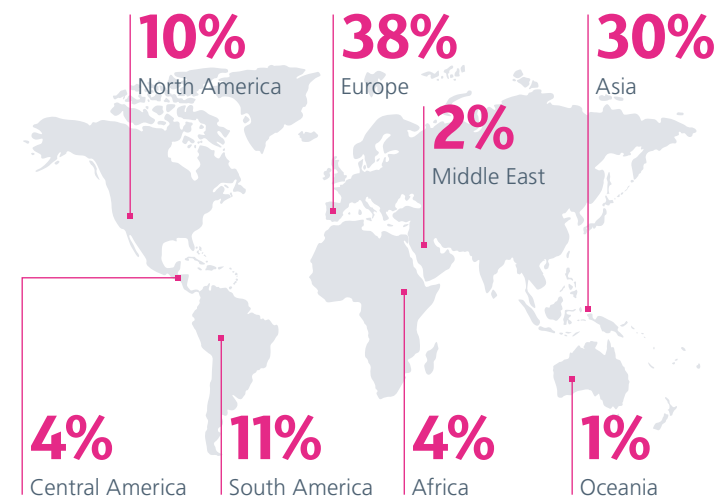 10%
North America
38%
Europe
30%
Asia
2%
Middle East
4%
Central America
11%
South America
4%
Africa
1%
Oceania